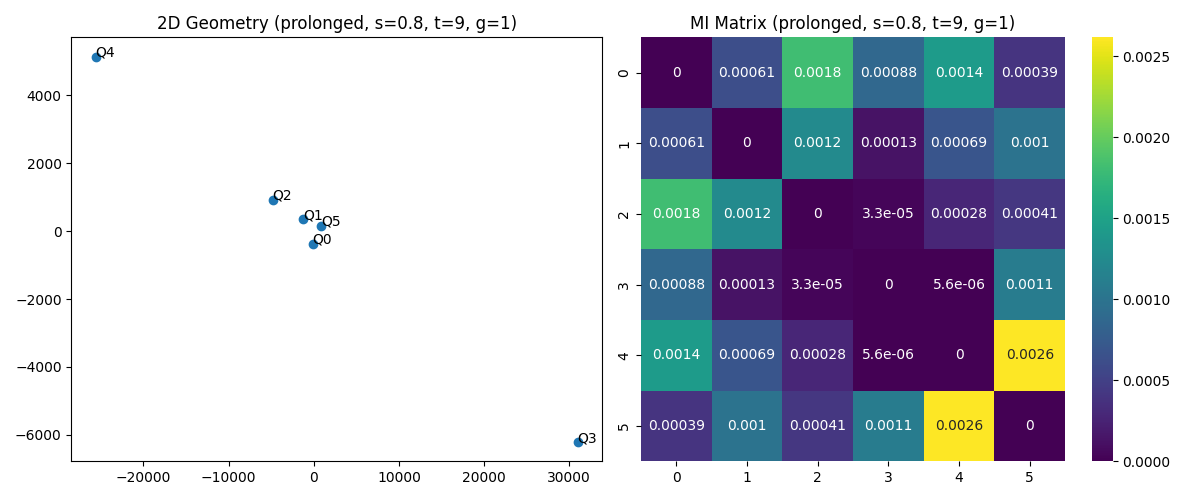 2D Geometry (prolonged, s=0.8, t=9, g=1)
Q4
Q2
Q1
Q5
Q0
Q3
4000
2000
0
−2000
−4000
−6000
−20000 −10000 0 10000 20000 30000
MI Matrix (prolonged, s=0.8, t=9, g=1)
0 0 0.00061 0.0018 0.00088 0.0014 0.00039
1 0.00061 0 0.0012 0.00013 0.00069 0.001
2 0.0018 0.0012 0 3.3e-05 0.00028 0.00041
3 0.00088 0.00013 3.3e-05 0 5.6e-06 0.0011
4 0.0014 0.00069 0.00028 5.6e-06 0 0.0026
5 0.00039 0.001 0.00041 0.0011 0.0026 0
0 1 2 3 4 5
0.0025
0.0020
0.0015
0.0010
0.0005
0.0000